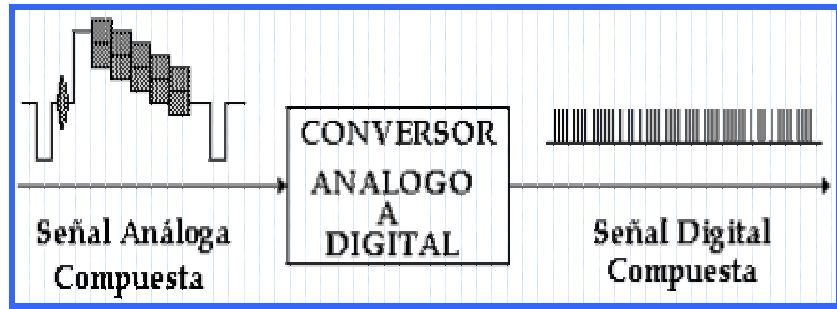 CONVERSOR
ANALOGO
A
DIGITAL
Señal Análoga
Compuesta
Señal Digital
Compuesta